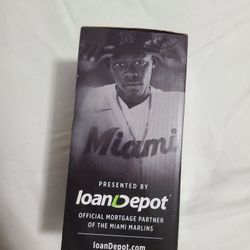 M
Miami
PRESENTED BY
loanDepot
OFFICIAL MORTGAGE PARTNER
OF THE MIAMI MARLINS
loanDepot.com